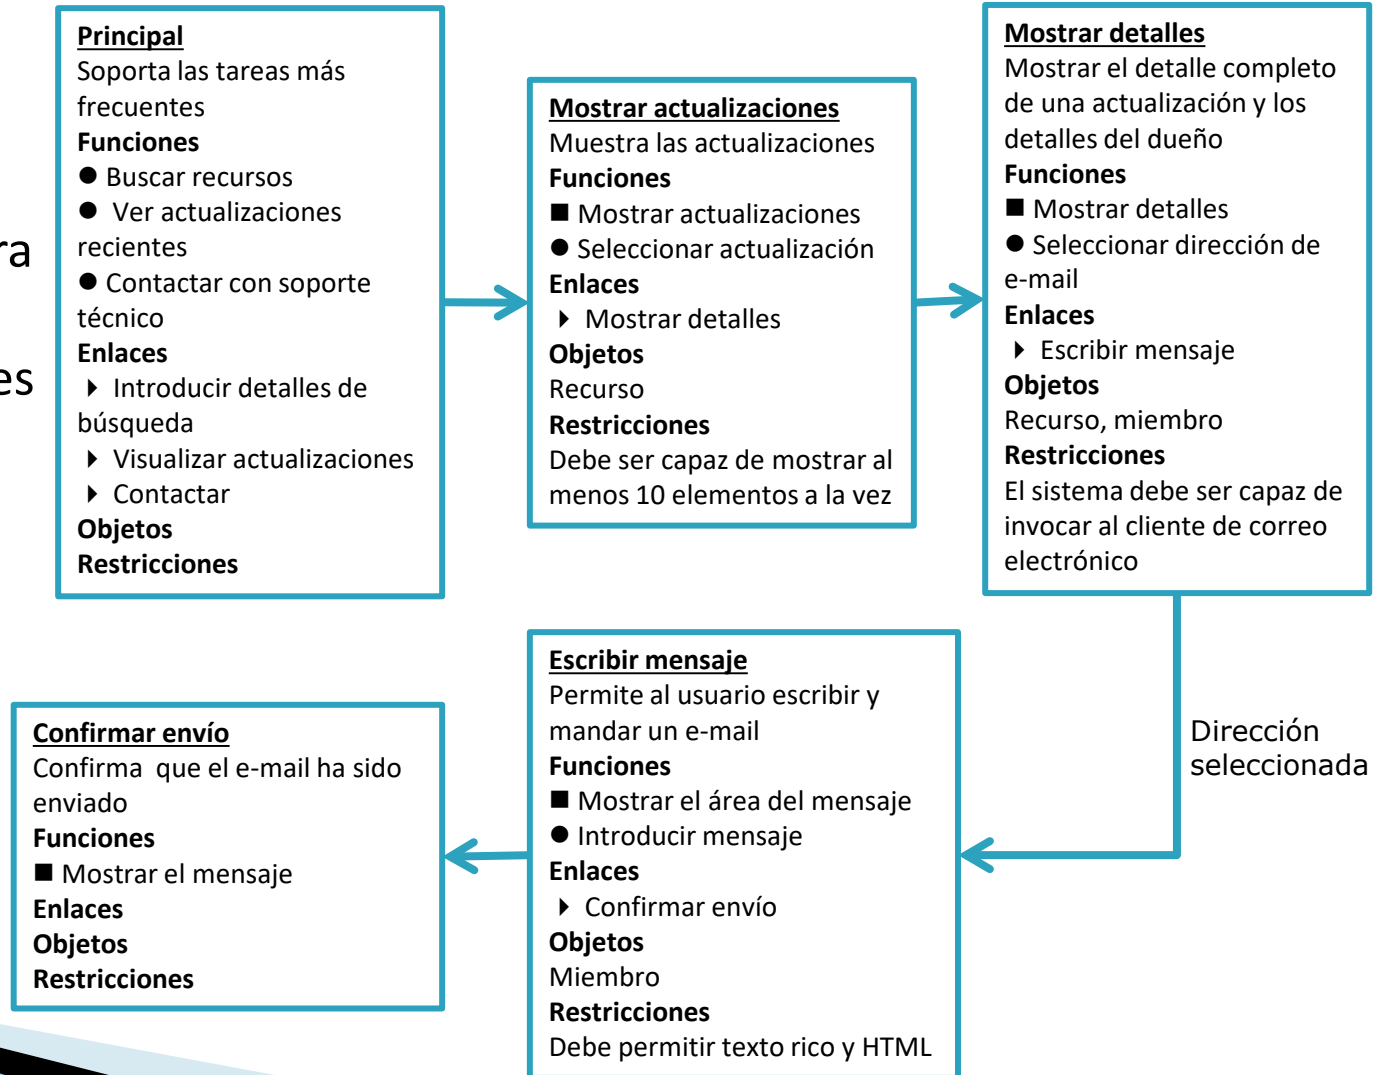 ra
es
Principal
Soporta las tareas más
frecuentes
Funciones
● Buscar recursos
● Ver actualizaciones
recientes
● Contactar con soporte
técnico
Enlaces
▸ Introducir detalles de
búsqueda
▸ Visualizar actualizaciones
▸ Contactar
Objetos
Restricciones
Mostrar actualizaciones
Muestra las actualizaciones
Funciones
■ Mostrar actualizaciones
● Seleccionar actualización
Enlaces
▸ Mostrar detalles
Objetos
Recurso
Restricciones
Debe ser capaz de mostrar al
menos 10 elementos a la vez
Mostrar detalles
Mostrar el detalle completo
de una actualización y los
detalles del dueño
Funciones
■ Mostrar detalles
● Seleccionar dirección de
e-mail
Enlaces
▸ Escribir mensaje
Objetos
Recurso, miembro
Restricciones
El sistema debe ser capaz de
invocar al cliente de correo
electrónico
Dirección
seleccionada
Escribir mensaje
Permite al usuario escribir y
mandar un e-mail
Funciones
■ Mostrar el área del mensaje
● Introducir mensaje
Enlaces
▸ Confirmar envío
Objetos
Miembro
Restricciones
Debe permitir texto rico y HTML
Confirmar envío
Confirma que el e-mail ha sido
enviado
Funciones
■ Mostrar el mensaje
Enlaces
Objetos
Restricciones